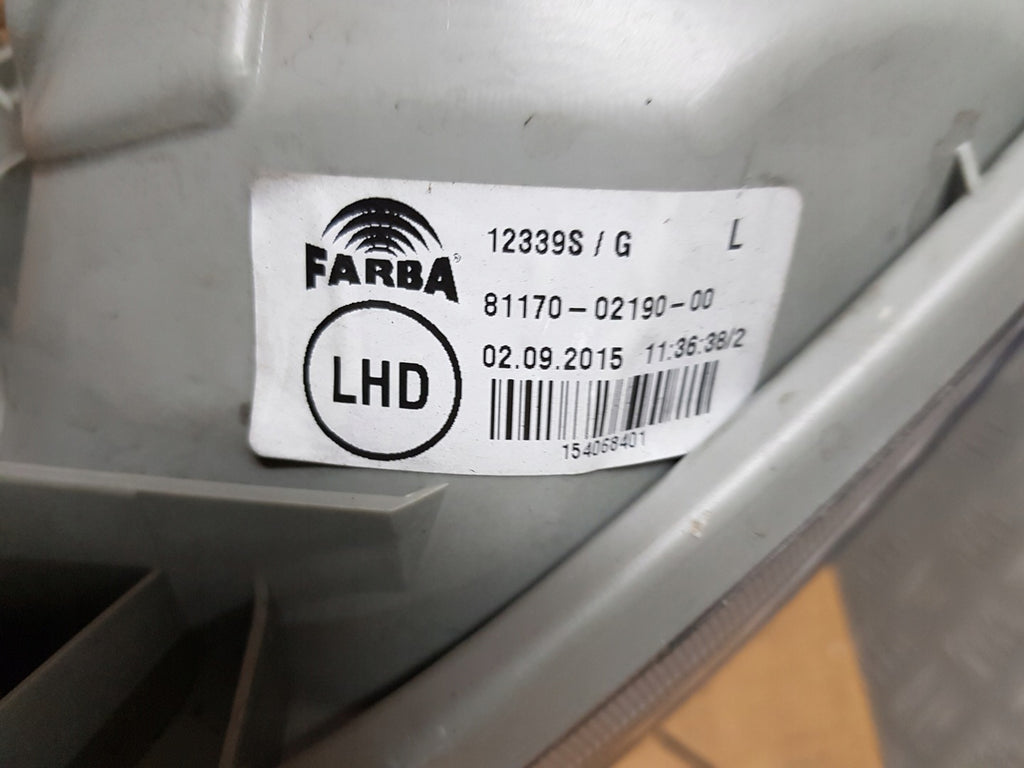 FARBA®
LHD
12339S / G L
81170-02190-00
02.09.2015 11:36:38/2
154068401